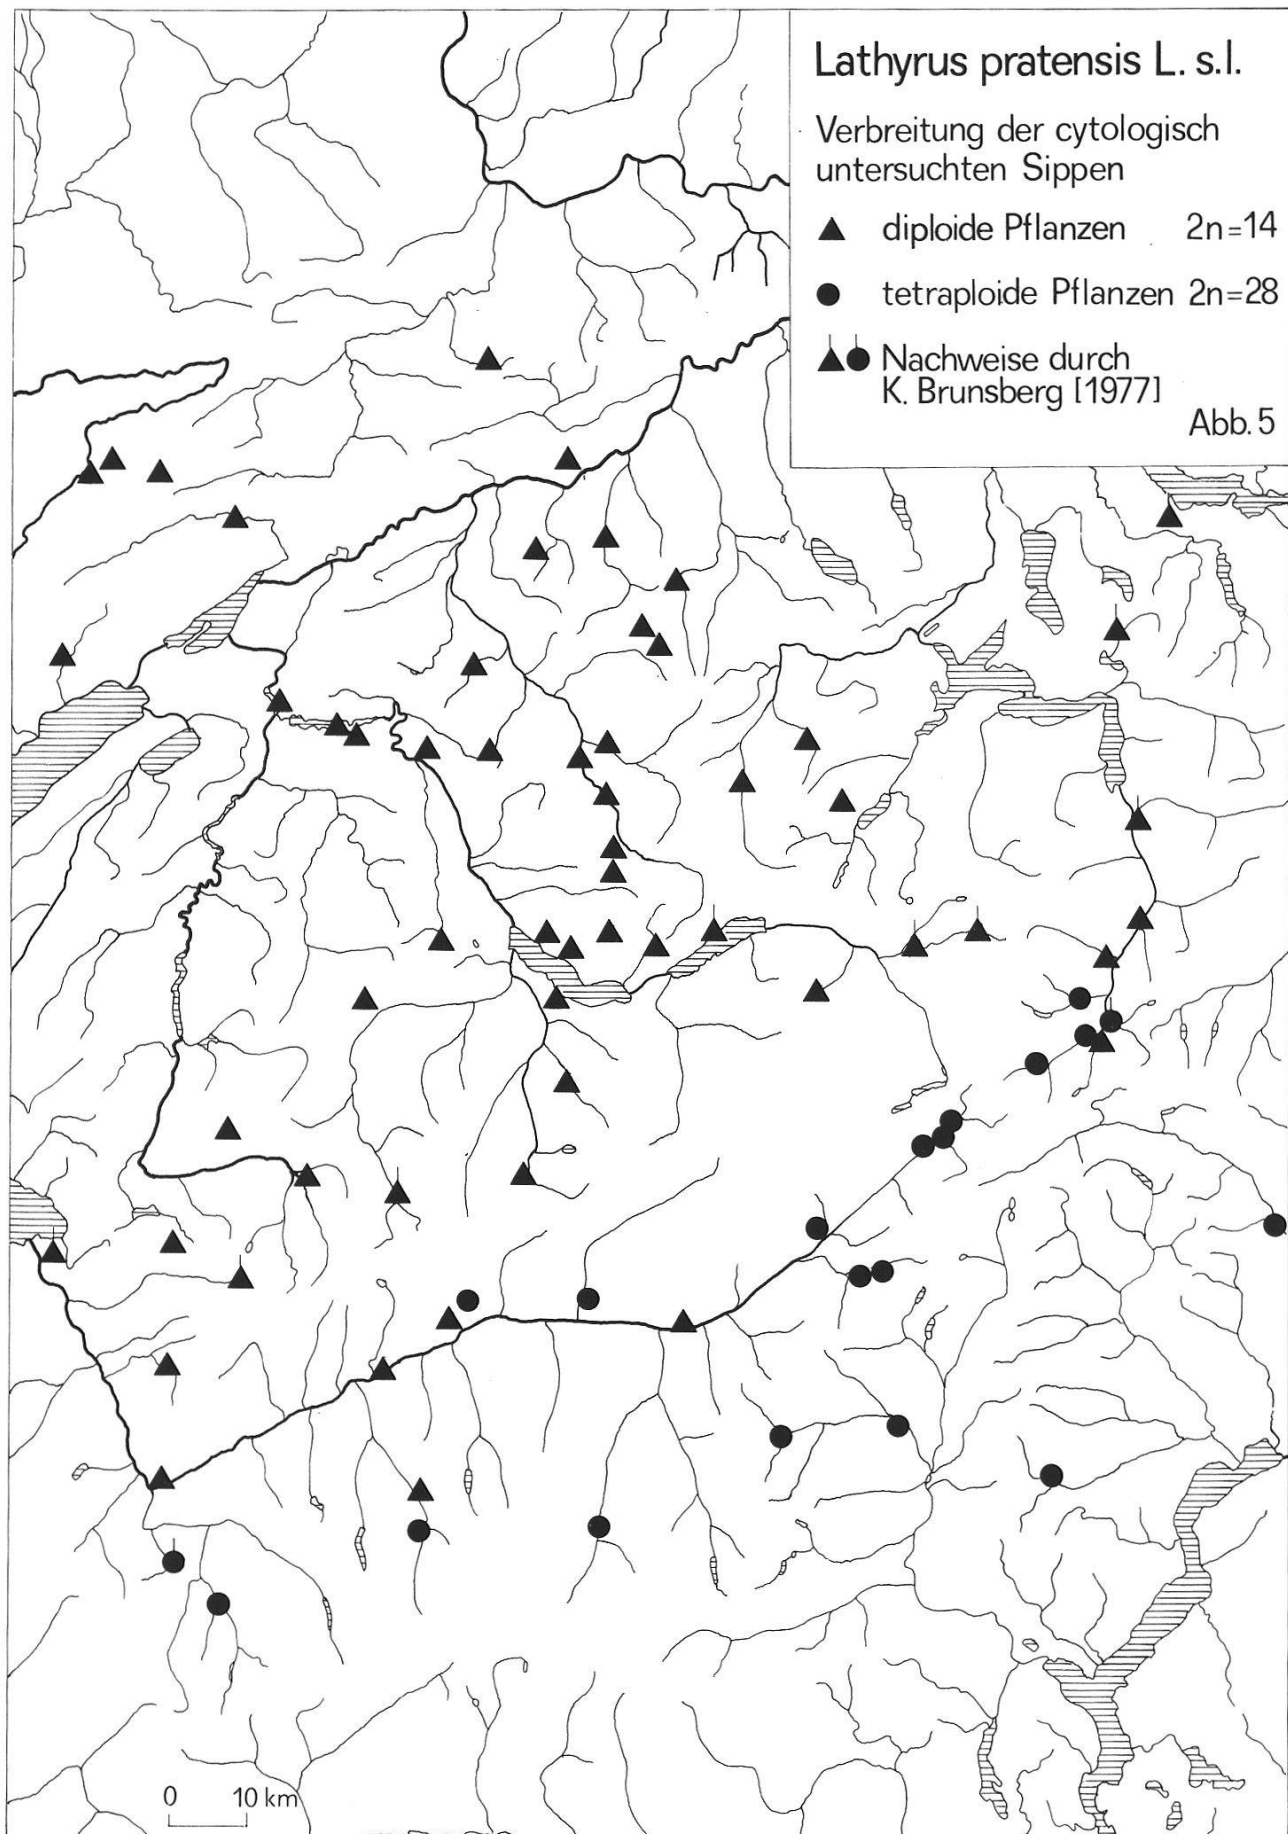 Lathyrus pratensis L. s.l.
Verbreitung der cytologisch
untersuchten Sippen
diploide Pflanzen 2n=14
tetraploide Pflanzen 2n=28
Nachweise durch
K. Brunsberg [1977]
Abb. 5
0 10 km